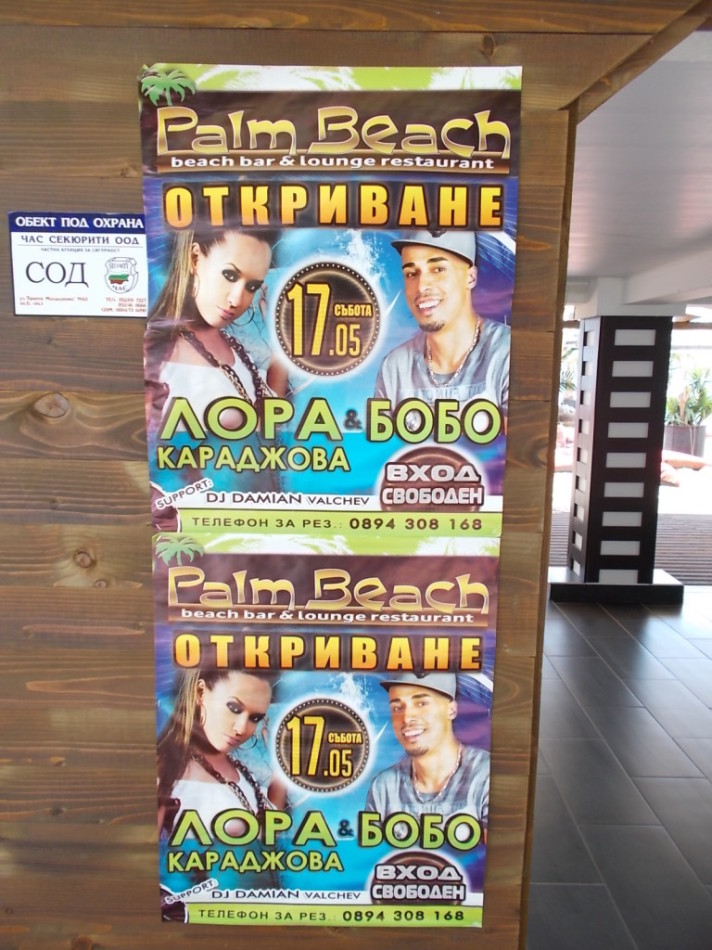 Palm Beach
beach bar & lounge restaurant
ОТКРИВАНЕ
17.05
СЪБОТА
ЛОРА & БОБО
КАРАДЖОВА
ВХОД
СВОБОДЕН
SUPPORT:
DJ DAMIAN VALCHEV
ТЕЛЕФОН ЗА РЕЗ.: 0894 308 168
ОБЕКТ ПОД ОХРАНА
ЧАС СЕКЮРИТИ ООД
СОД
ЧАС
Palm Beach
beach bar & lounge restaurant
ОТКРИВАНЕ
17.05
СЪБОТА
ЛОРА & БОБО
КАРАДЖОВА
ВХОД
СВОБОДЕН
SUPPORT:
DJ DAMIAN VALCHEV
ТЕЛЕФОН ЗА РЕЗ.: 0894 308 168